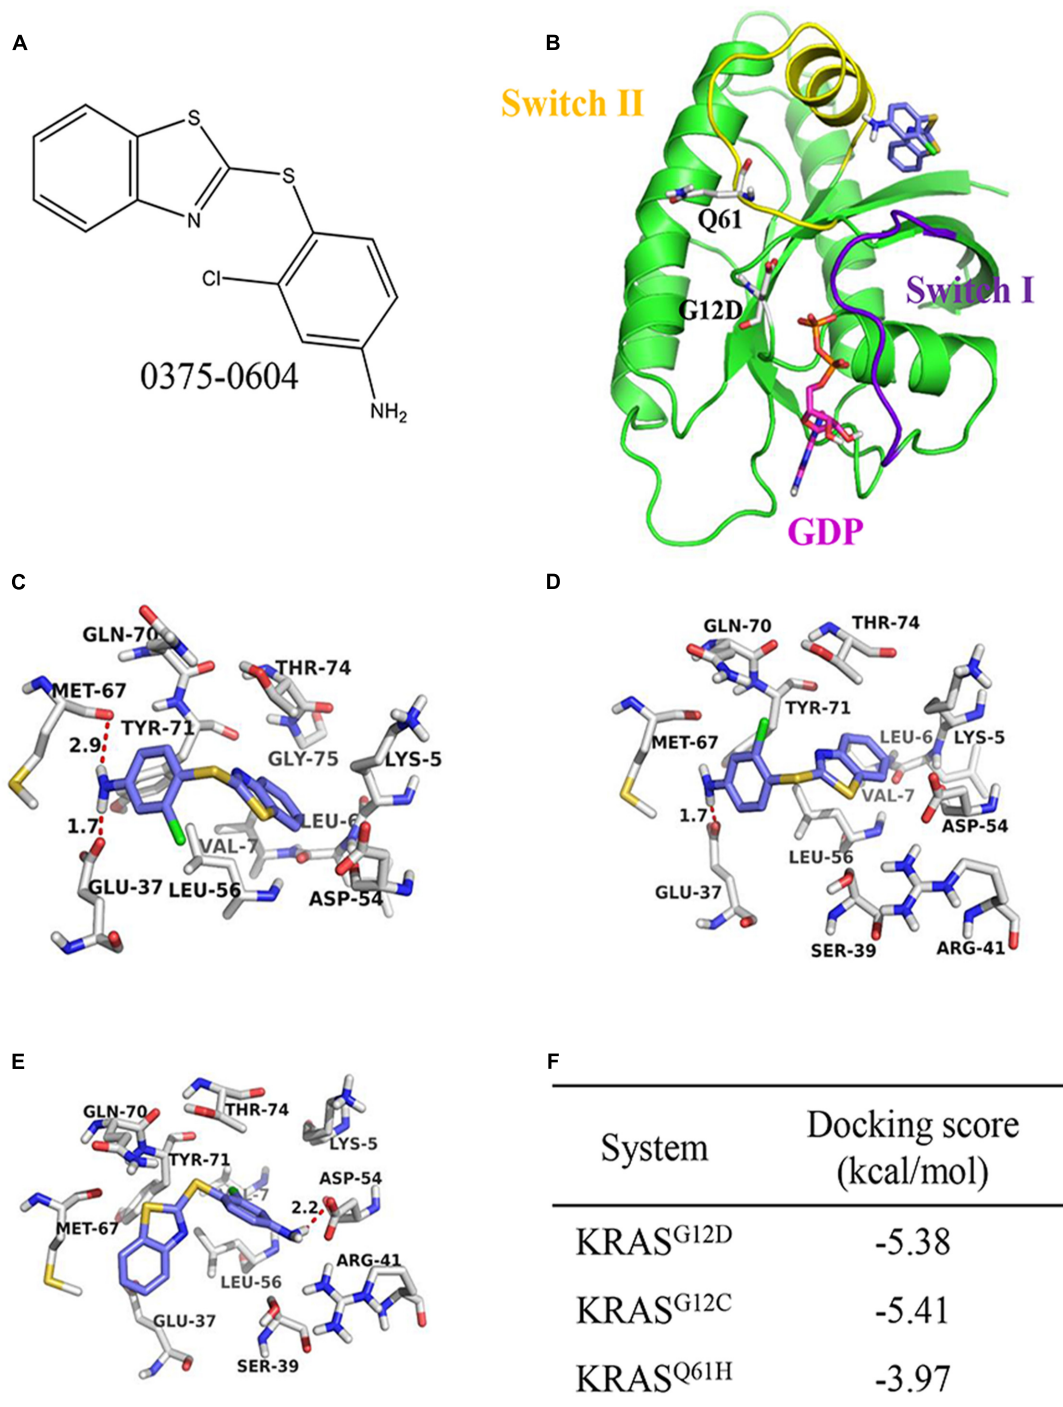 A
S
S
N
Cl
NH2
0375-0604
B
Switch II
Q61
G12D
Switch I
GDP
C
GLN-70
THR-74
MET-67
TYR-71
2.9
GLY-75
LYS-5
1.7
LEU-6
VAL-7
GLU-37
LEU-56
ASP-54
D
GLN-70
THR-74
TYR-71
MET-67
LEU-6
LYS-5
VAL-7
1.7
ASP-54
LEU-56
GLU-37
SER-39
ARG-41
E
GLN-70
THR-74
LYS-5
TYR-71
ASP-54
L-7
2.2
MET-67
ARG-41
LEU-56
GLU-37
SER-39
F
System
Docking score
(kcal/mol)
KRASG12D -5.38
KRASG12C -5.41
KRASQ61H -3.97